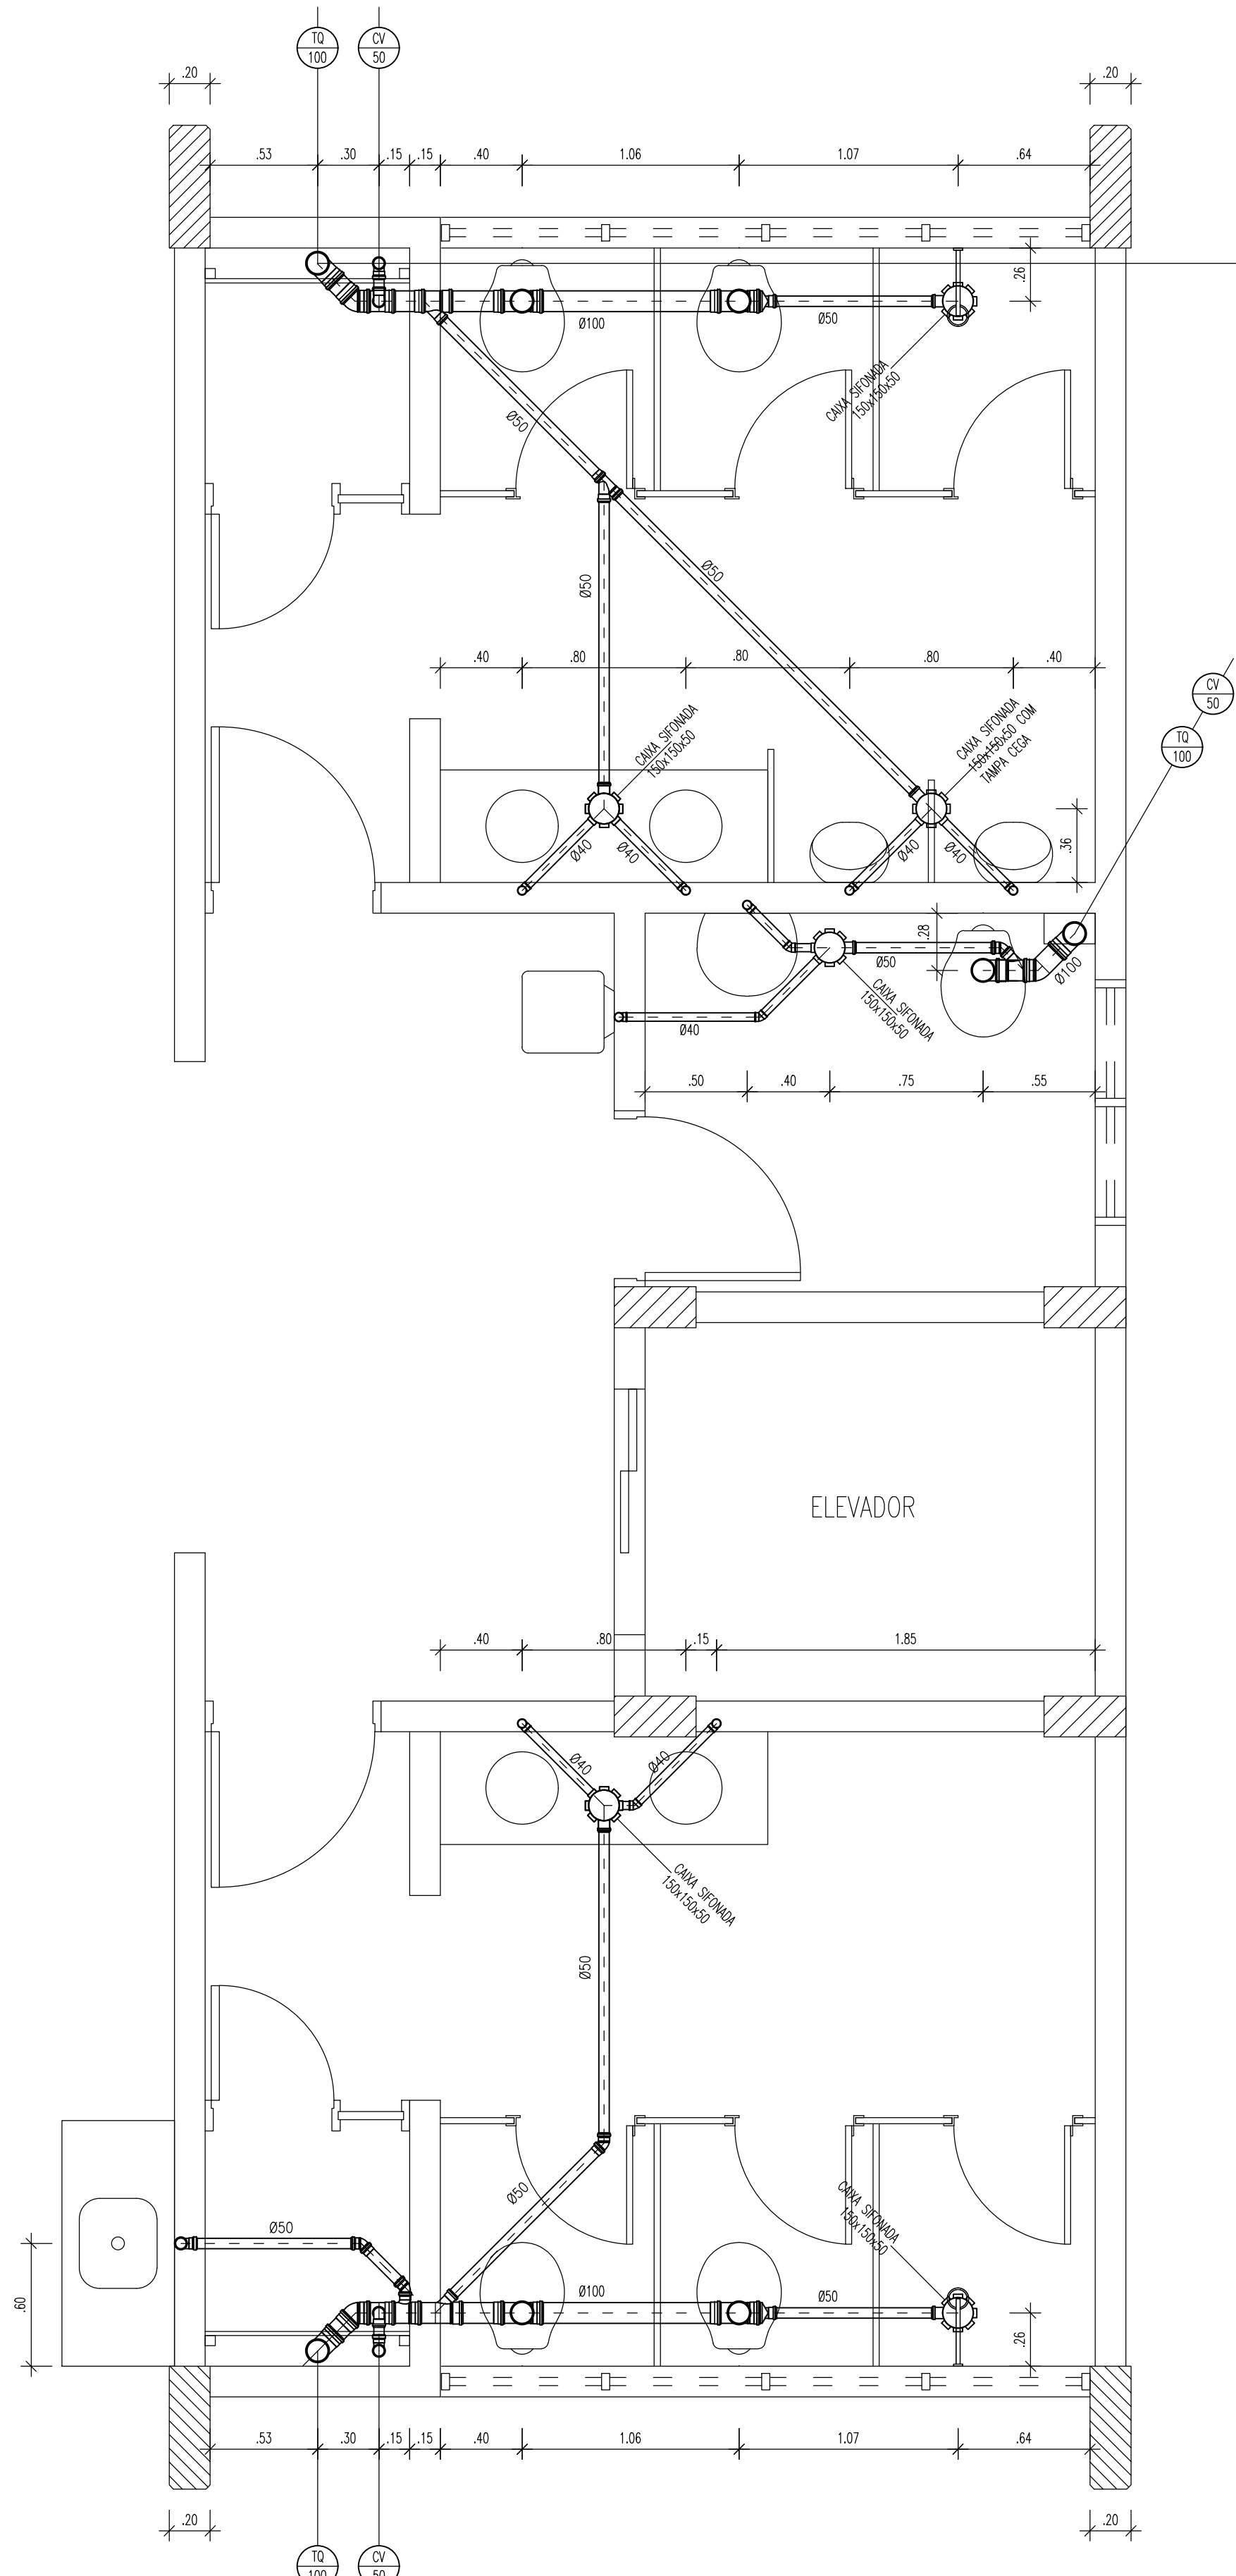 TQ
100
CV
50
.20
.20
.53
.30
.15
.15
.40
1.06
1.07
.64
.26
Ø100
Ø50
CAIXA SIFONADA
150x150x50
Ø50
Ø50
Ø50
.40
.80
.80
.80
.40
CV
50
TQ
100
CAIXA SIFONADA
150x150x50
CAIXA SIFONADA
150x150x50 COM
TAMPA CEGA
Ø40
Ø40
Ø40
Ø40
.36
.28
Ø50
Ø100
CAIXA SIFONADA
150x150x50
Ø40
.50
.40
.75
.55
ELEVADOR
.40
.80
.15
1.85
Ø40
Ø40
CAIXA SIFONADA
150x150x50
Ø50
Ø50
CAIXA SIFONADA
150x150x50
Ø50
.60
Ø100
Ø50
.26
.53
.30
.15
.15
.40
1.06
1.07
.64
.20
.20
TQ
100
CV
50